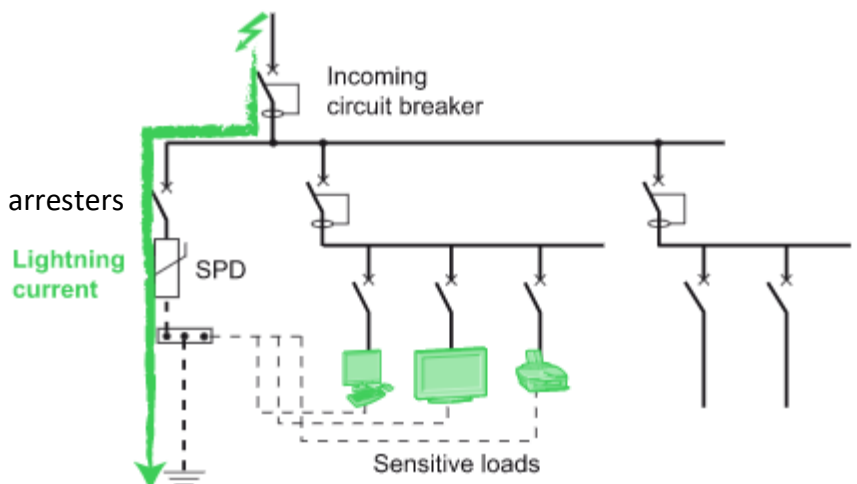 Incoming
circuit breaker
arresters
Lightning
current
SPD
Sensitive loads